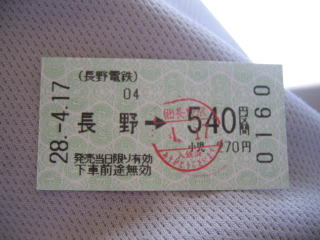 (長野電鉄)
04
28.-4.17
長野→540円区間
小児 270円
0160
発売当日限り有効
下車前途無効